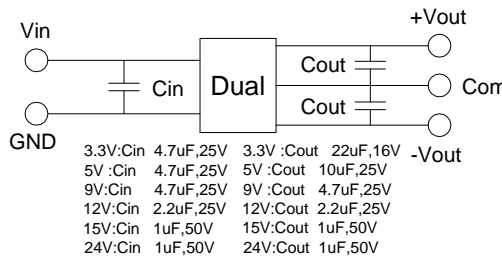 Vin
+Vout
Cin
Dual
Cout
Com
Cout
GND
-Vout
3.3V:Cin 4.7uF,25V 3.3V :Cout 22uF,16V
5V :Cin 4.7uF,25V 5V :Cout 10uF,25V
9V:Cin 4.7uF,25V 9V :Cout 4.7uF,25V
12V:Cin 2.2uF,25V 12V:Cout 2.2uF,25V
15V:Cin 1uF,50V 15V:Cout 1uF,50V
24V:Cin 1uF,50V 24V:Cout 1uF,50V